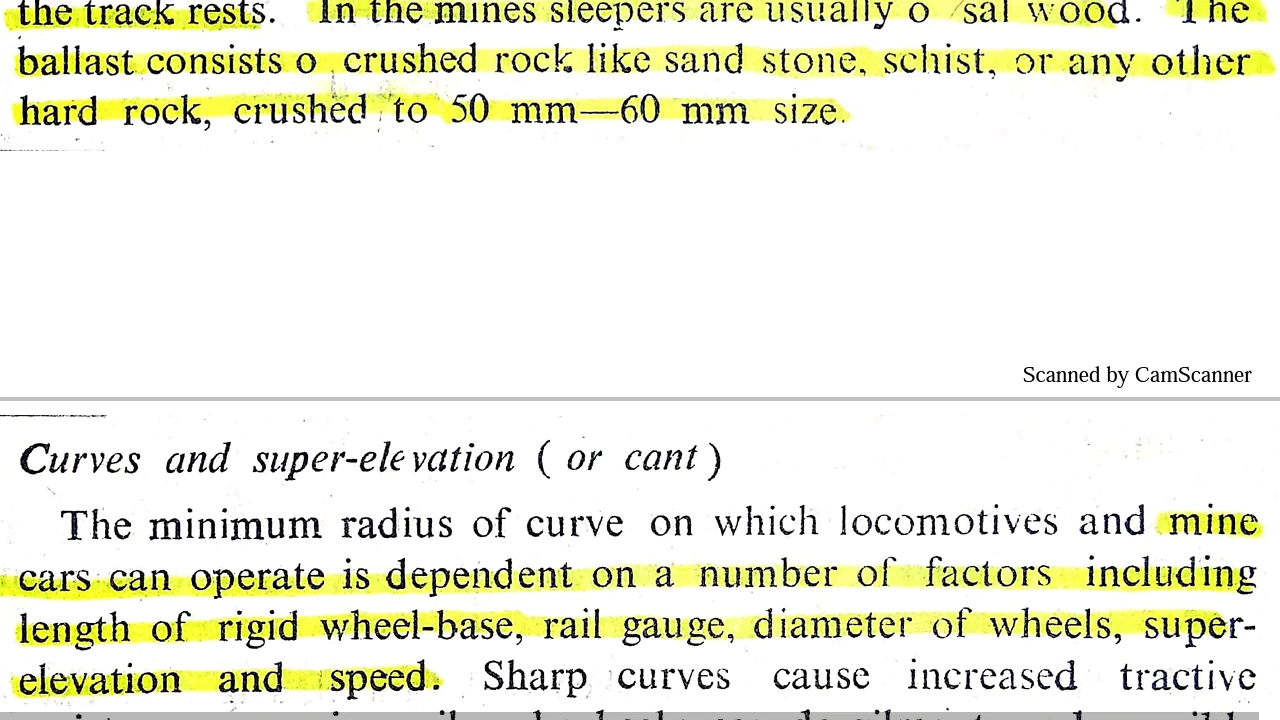 the track rests. In the mines sleepers are usually o sal wood. The
ballast consists o crushed rock like sand stone, schist, or any other
hard rock, crushed to 50 mm—60 mm size.
Scanned by CamScanner
Curves and super-elevation ( or cant )
The minimum radius of curve on which locomotives and mine
cars can operate is dependent on a number of factors including
length of rigid wheel-base, rail gauge, diameter of wheels, super-
elevation and speed. Sharp curves cause increased tractive